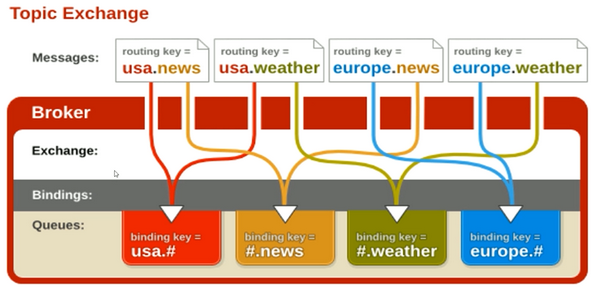 Topic Exchange
Messages:
routing key =
usa.news
routing key =
usa.weather
routing key =
europe.news
routing key =
europe.weather
Broker
Exchange:
Bindings:
Queues:
binding key =
usa.#
binding key =
#.news
binding key =
#.weather
binding key =
europe.#